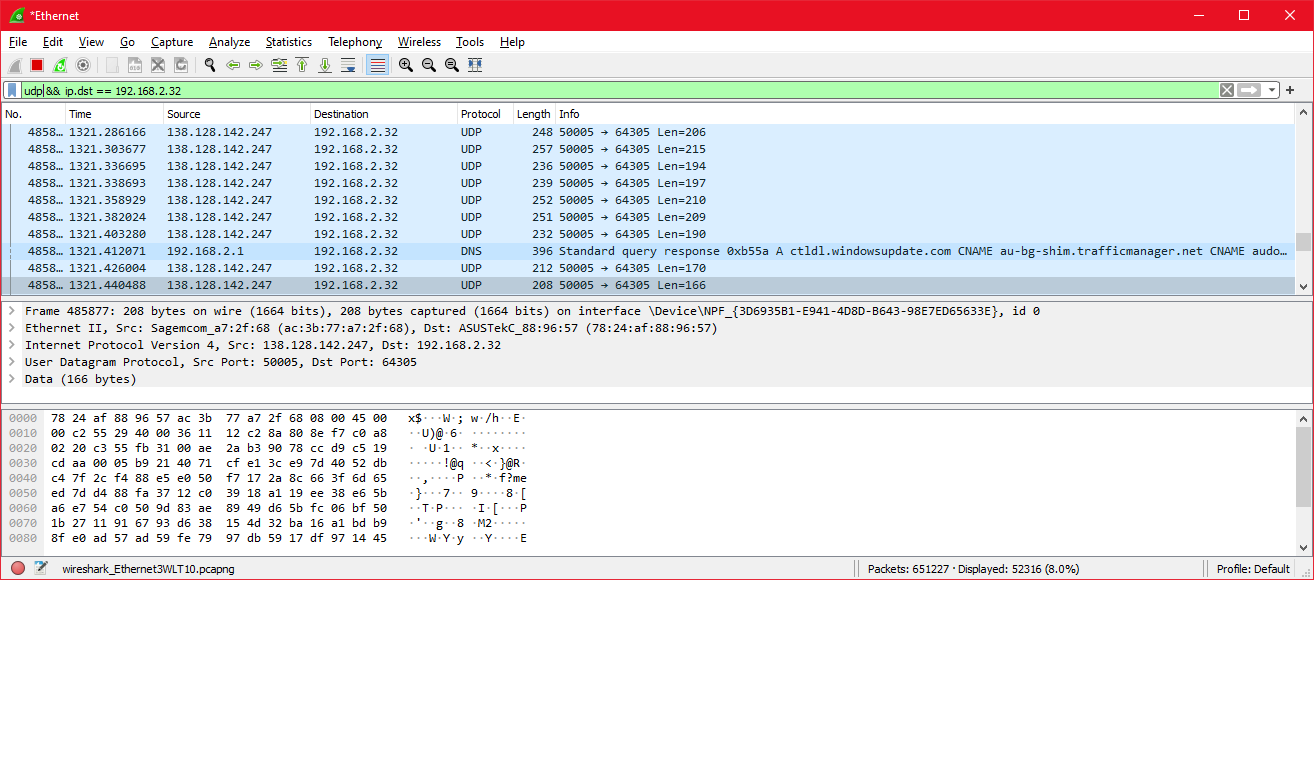 *Ethernet
File Edit View Go Capture Analyze Statistics Telephony Wireless Tools Help
udp && ip.dst == 192.168.2.32
No. Time Source Destination Protocol Length Info
4858… 1321.286166 138.128.142.247 192.168.2.32 UDP 248 50005 → 64305 Len=206
4858… 1321.303677 138.128.142.247 192.168.2.32 UDP 257 50005 → 64305 Len=215
4858… 1321.336695 138.128.142.247 192.168.2.32 UDP 236 50005 → 64305 Len=194
4858… 1321.338693 138.128.142.247 192.168.2.32 UDP 239 50005 → 64305 Len=197
4858… 1321.358929 138.128.142.247 192.168.2.32 UDP 252 50005 → 64305 Len=210
4858… 1321.382024 138.128.142.247 192.168.2.32 UDP 251 50005 → 64305 Len=209
4858… 1321.403280 138.128.142.247 192.168.2.32 UDP 232 50005 → 64305 Len=190
4858… 1321.412071 192.168.2.1 192.168.2.32 DNS 396 Standard query response 0xb55a A ctldl.windowsupdate.com CNAME au-bg-shim.trafficmanager.net CNAME audo…
4858… 1321.426004 138.128.142.247 192.168.2.32 UDP 212 50005 → 64305 Len=170
4858… 1321.440488 138.128.142.247 192.168.2.32 UDP 208 50005 → 64305 Len=166
Frame 485877: 208 bytes on wire (1664 bits), 208 bytes captured (1664 bits) on interface \Device\NPF_{3D6935B1-E941-4D8D-B643-98E7ED65633E}, id 0
Ethernet II, Src: Sagemcom_a7:2f:68 (ac:3b:77:a7:2f:68), Dst: ASUSTekC_88:96:57 (78:24:af:88:96:57)
Internet Protocol Version 4, Src: 138.128.142.247, Dst: 192.168.2.32
User Datagram Protocol, Src Port: 50005, Dst Port: 64305
Data (166 bytes)
0000 78 24 af 88 96 57 ac 3b 77 a7 2f 68 08 00 45 00 x$···W·; w·/h··E·
0010 00 c2 55 29 40 00 36 11 12 c2 8a 80 8e f7 c0 a8 ··U)@·6· ········
0020 02 20 c3 55 fb 31 00 ae 2a b3 90 78 cc d9 c5 19 · ·U·1·· *··x····
0030 cd aa 00 05 b9 21 40 71 cf e1 3c e9 7d 40 52 db ·····!@q ··<·}@R·
0040 c4 7f 2c f4 88 e5 e0 50 f7 17 2a 8c 66 3f 6d 65 ··,····P ··*·f?me
0050 ed 7d d4 88 fa 37 12 c0 39 18 a1 19 ee 38 e6 5b ·}···7·· 9····8·[
0060 a6 e7 54 c0 50 9d 83 ae 89 49 d6 5b fc 06 bf 50 ··T·P··· ·I·[···P
0070 1b 27 11 91 67 93 d6 38 15 4d 32 ba 16 a1 bd b9 ·'··g··8 ·M2·····
0080 8f e0 ad 57 ad 59 fe 79 97 db 59 17 df 97 14 45 ···W·Y·y ··Y····E
wireshark_Ethernet3WLT10.pcapng Packets: 651227 · Displayed: 52316 (8.0%) Profile: Default